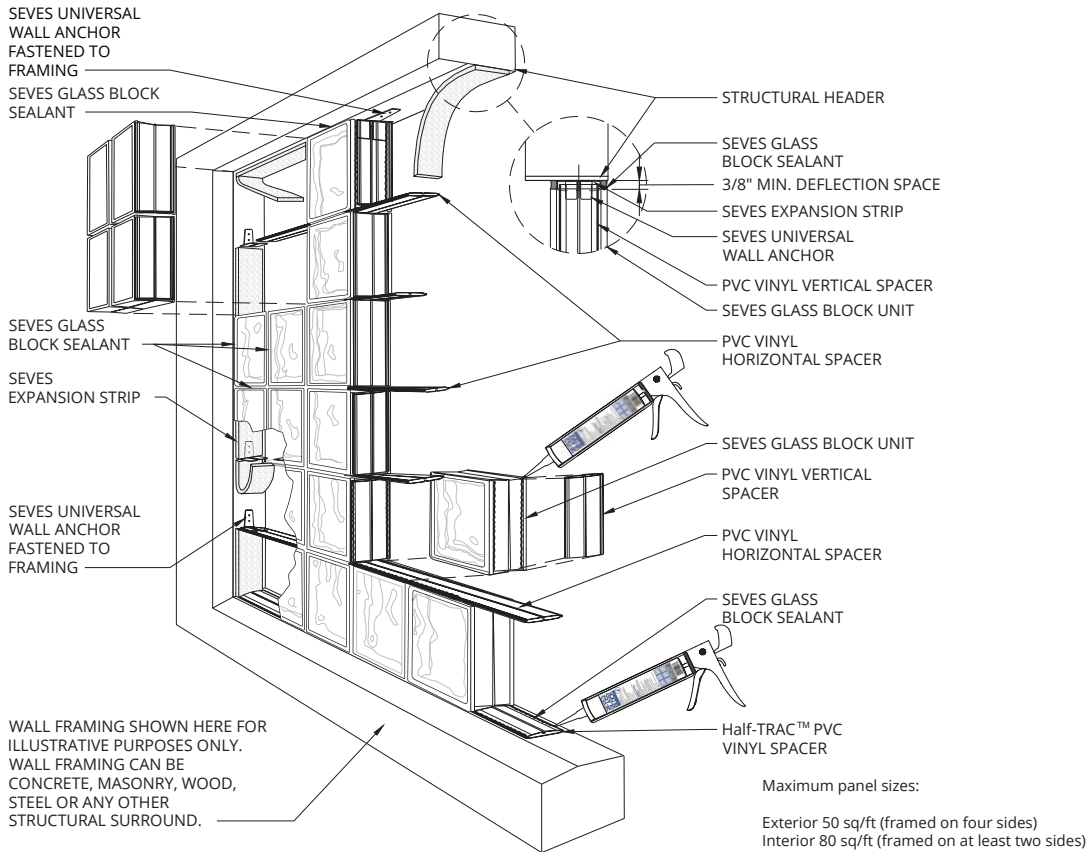 SEVES UNIVERSAL
WALL ANCHOR
FASTENED TO
FRAMING
SEVES GLASS BLOCK
SEALANT
SEVES GLASS
BLOCK SEALANT
SEVES
EXPANSION STRIP
SEVES UNIVERSAL
WALL ANCHOR
FASTENED TO
FRAMING
WALL FRAMING SHOWN HERE FOR
ILLUSTRATIVE PURPOSES ONLY.
WALL FRAMING CAN BE
CONCRETE, MASONRY, WOOD,
STEEL OR ANY OTHER
STRUCTURAL SURROUND.
STRUCTURAL HEADER
SEVES GLASS
BLOCK SEALANT
3/8" MIN. DEFLECTION SPACE
SEVES EXPANSION STRIP
SEVES UNIVERSAL
WALL ANCHOR
PVC VINYL VERTICAL SPACER
SEVES GLASS BLOCK UNIT
PVC VINYL
HORIZONTAL SPACER
SEVES GLASS BLOCK UNIT
PVC VINYL VERTICAL
SPACER
PVC VINYL
HORIZONTAL SPACER
SEVES GLASS
BLOCK SEALANT
Half-TRAC™ PVC
VINYL SPACER
Maximum panel sizes:
Exterior 50 sq/ft (framed on four sides)
Interior 80 sq/ft (framed on at least two sides)